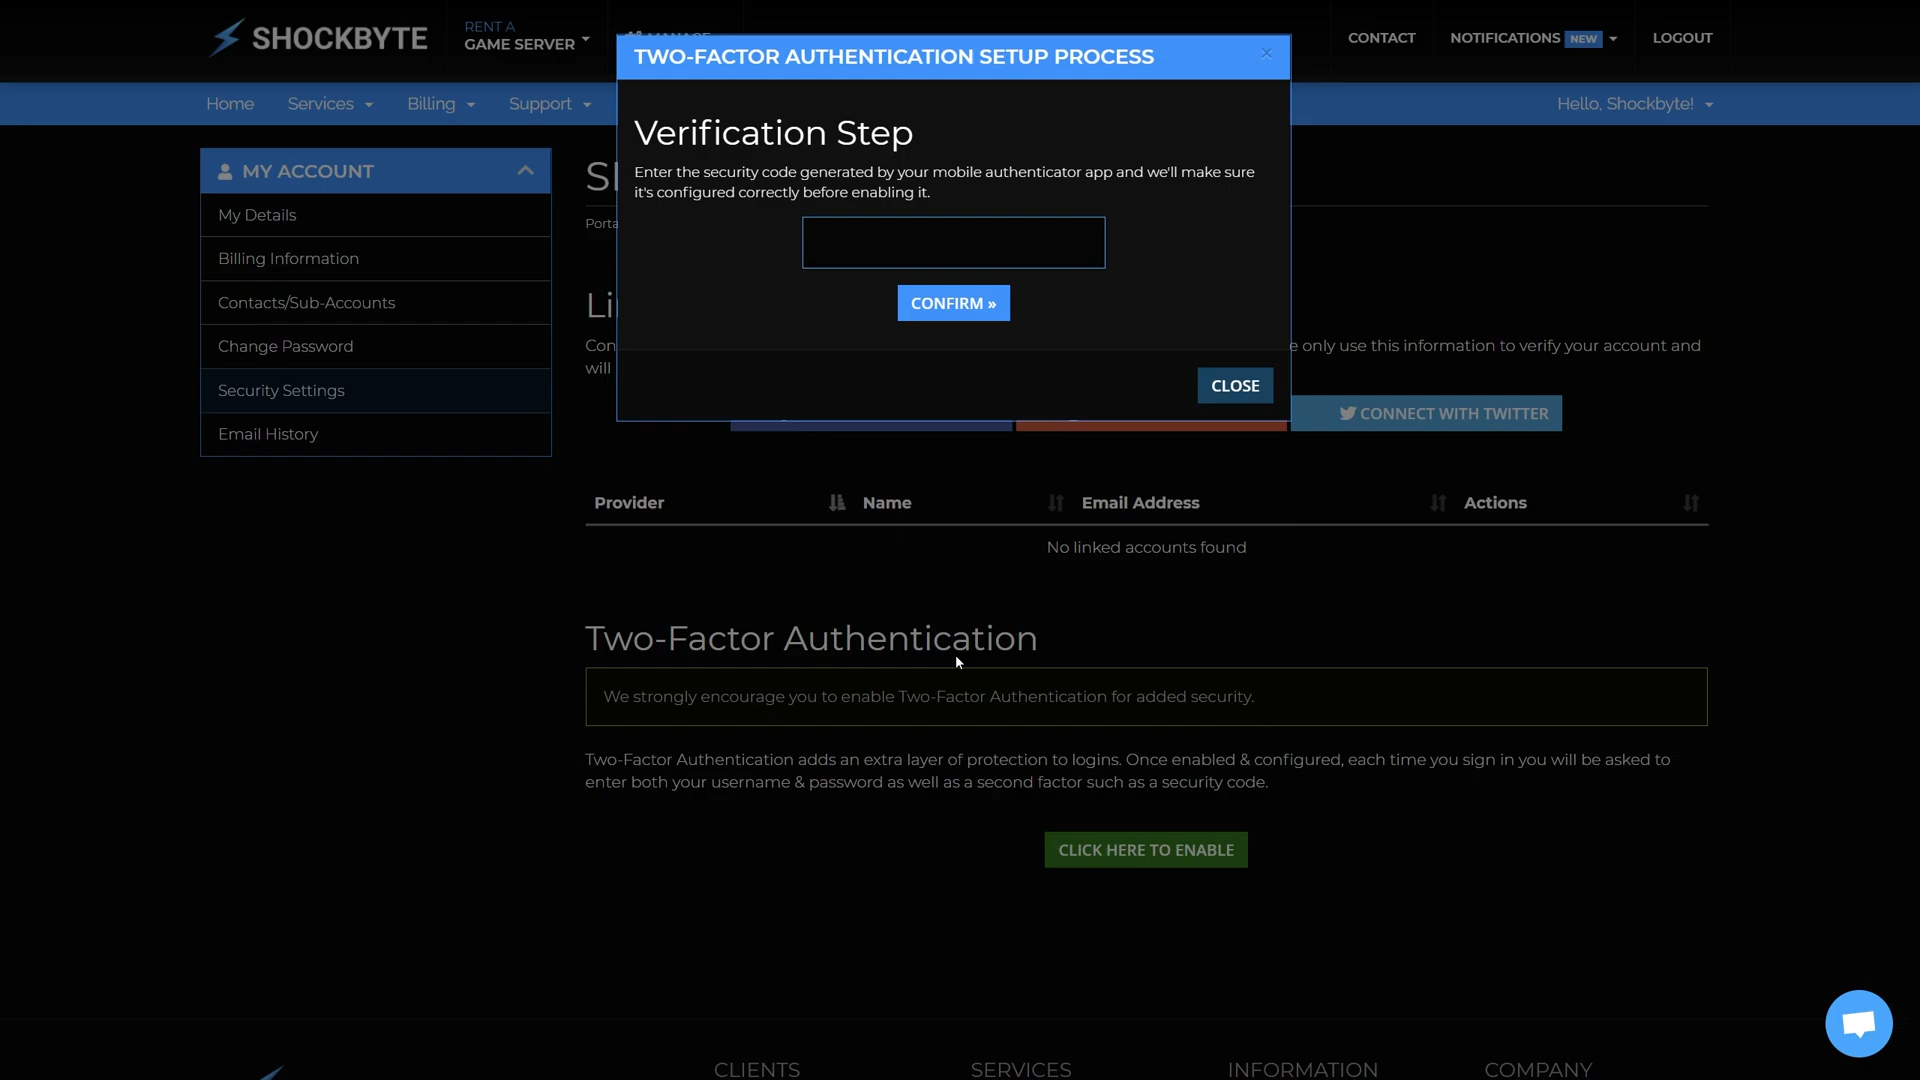 SHOCKBYTE
RENT A
GAME SERVER
MANAGE
CONTACT
NOTIFICATIONS NEW
LOGOUT
Home
Services
Billing
Support
Hello, Shockbyte!
TWO-FACTOR AUTHENTICATION SETUP PROCESS
×
Verification Step
Enter the security code generated by your mobile authenticator app and we'll make sure
it's configured correctly before enabling it.
CONFIRM »
CLOSE
MY ACCOUNT
My Details
Billing Information
Contacts/Sub-Accounts
Change Password
Security Settings
Email History
Porta
Li
Con
e only use this information to verify your account and
will
CONNECT WITH TWITTER
Provider
Name
Email Address
Actions
No linked accounts found
Two-Factor Authentication
We strongly encourage you to enable Two-Factor Authentication for added security.
Two-Factor Authentication adds an extra layer of protection to logins. Once enabled & configured, each time you sign in you will be asked to
enter both your username & password as well as a second factor such as a security code.
CLICK HERE TO ENABLE
CLIENTS
SERVICES
INFORMATION
COMPANY